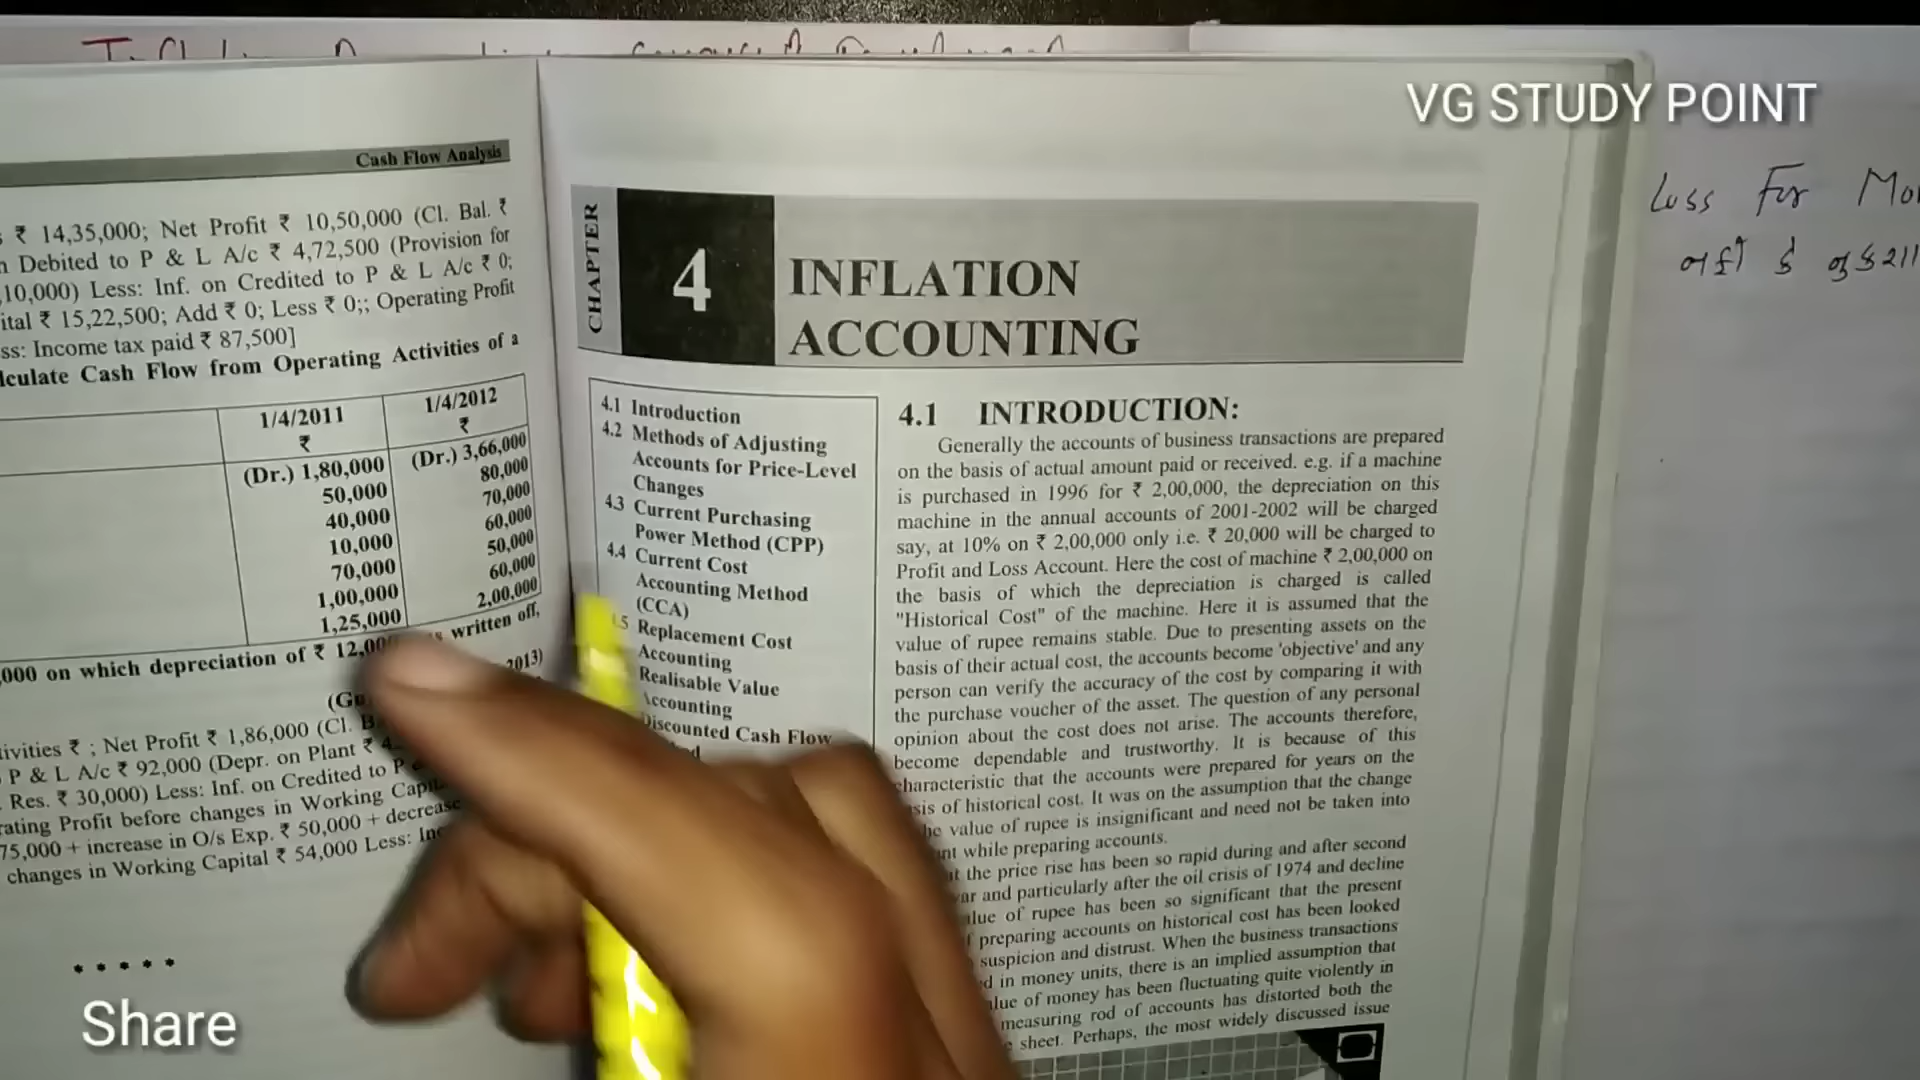 VG STUDY POINT
Loss For
Cash Flow Analysis
₹ 14,35,000; Net Profit ₹ 10,50,000 (Cl. Bal. ₹
Debited to P & L A/c ₹ 4,72,500 (Provision for
10,000) Less: Inf. on Credited to P & L A/c ₹ 0;
ital ₹ 15,22,500; Add ₹ 0; Less ₹ 0;; Operating Profit
ss: Income tax paid ₹ 87,500]
lculate Cash Flow from Operating Activities of a
1/4/2011 1/4/2012
₹ ₹
(Dr.) 1,80,000 (Dr.) 3,66,000
50,000 80,000
40,000 70,000
10,000 60,000
70,000 50,000
1,00,000 60,000
1,25,000 2,00,000
,000 on which depreciation of ₹ 12,00 written off,
2013)
(Gu
tivities ₹ ; Net Profit ₹ 1,86,000 (Cl. B
P & L A/c ₹ 92,000 (Depr. on Plant ₹
Res. ₹ 30,000) Less: Inf. on Credited to P
rating Profit before changes in Working Capi
75,000 + increase in O/s Exp. ₹ 50,000 + decrease
changes in Working Capital ₹ 54,000 Less: In
* * * * *
Share
CHAPTER
4
INFLATION
ACCOUNTING
4.1 Introduction
4.2 Methods of Adjusting
Accounts for Price-Level
Changes
4.3 Current Purchasing
Power Method (CPP)
4.4 Current Cost
Accounting Method
(CCA)
.5 Replacement Cost
Accounting
Realisable Value
Accounting
Discounted Cash Flow
4.1 INTRODUCTION:
Generally the accounts of business transactions are prepared
on the basis of actual amount paid or received. e.g. if a machine
is purchased in 1996 for ₹ 2,00,000, the depreciation on this
machine in the annual accounts of 2001-2002 will be charged
say, at 10% on ₹ 2,00,000 only i.e. ₹ 20,000 will be charged to
Profit and Loss Account. Here the cost of machine ₹ 2,00,000 on
the basis of which the depreciation is charged is called
"Historical Cost" of the machine. Here it is assumed that the
value of rupee remains stable. Due to presenting assets on the
basis of their actual cost, the accounts become 'objective' and any
person can verify the accuracy of the cost by comparing it with
the purchase voucher of the asset. The question of any personal
opinion about the cost does not arise. The accounts therefore,
become dependable and trustworthy. It is because of this
characteristic that the accounts were prepared for years on the
sis of historical cost. It was on the assumption that the change
he value of rupee is insignificant and need not be taken into
nt while preparing accounts.
t the price rise has been so rapid during and after second
ar and particularly after the oil crisis of 1974 and decline
alue of rupee has been so significant that the present
f preparing accounts on historical cost has been looked
suspicion and distrust. When the business transactions
d in money units, there is an implied assumption that
alue of money has been fluctuating quite violently in
measuring rod of accounts has distorted both the
e sheet. Perhaps, the most widely discussed issue